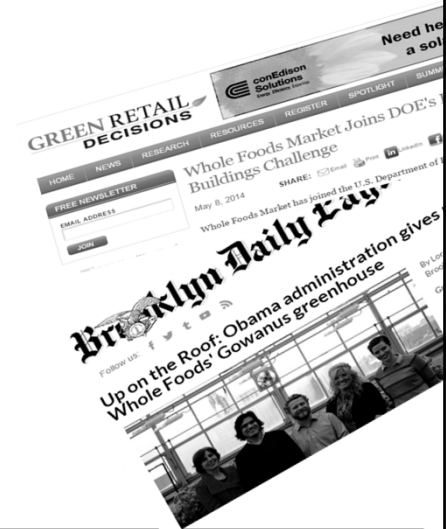 conEdison
Solutions
Need he
a sol
GREEN RETAIL
DECISIONS
HOME NEWS RESEARCH RESOURCES REGISTER SPOTLIGHT SUMM
FREE NEWSLETTER
EMAIL ADDRESS
JOIN
Whole Foods Market Joins DOE's
Buildings Challenge
May 8, 2014
SHARE: Email Print LinkedIn
Whole Foods Market has joined the U.S. Department of
Brooklyn Daily Eagle
Follow us:
Up on the Roof: Obama administration gives
Whole Foods' Gowanus greenhouse